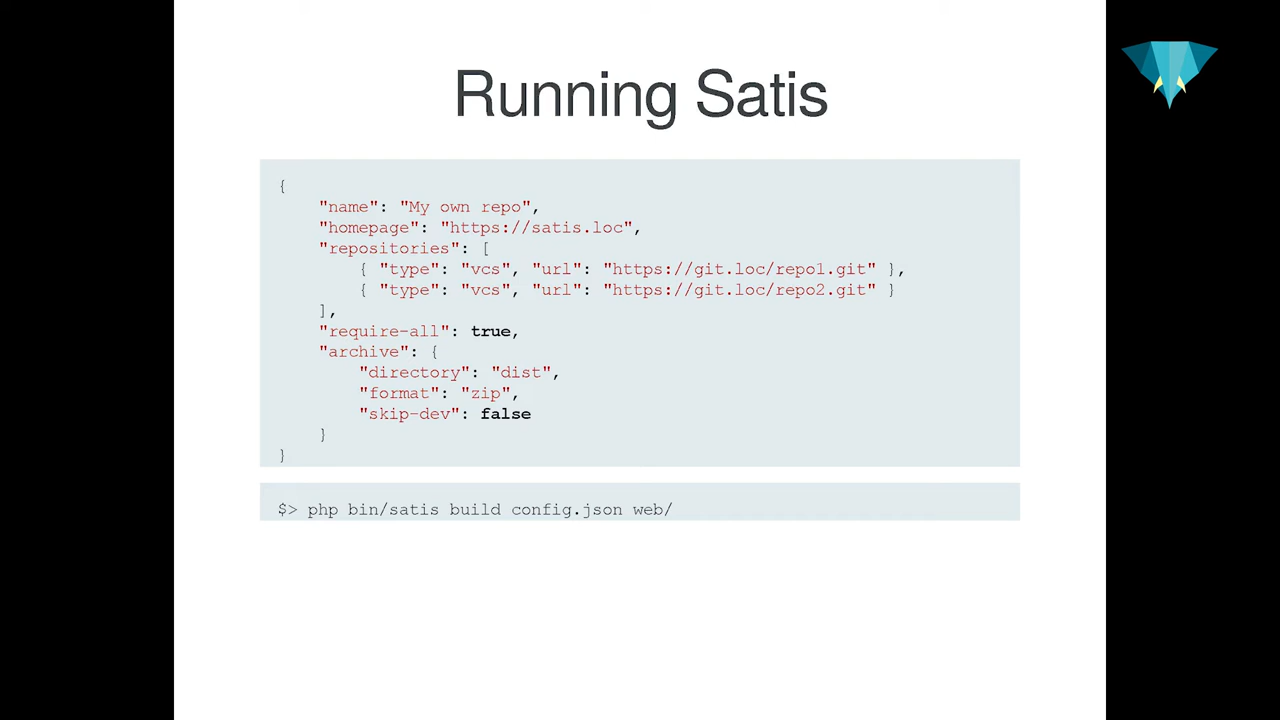 Running Satis
{
    "name": "My own repo",
    "homepage": "https://satis.loc",
    "repositories": [
        { "type": "vcs", "url": "https://git.loc/repo1.git" },
        { "type": "vcs", "url": "https://git.loc/repo2.git" }
    ],
    "require-all": true,
    "archive": {
        "directory": "dist",
        "format": "zip",
        "skip-dev": false
    }
}
$> php bin/satis build config.json web/